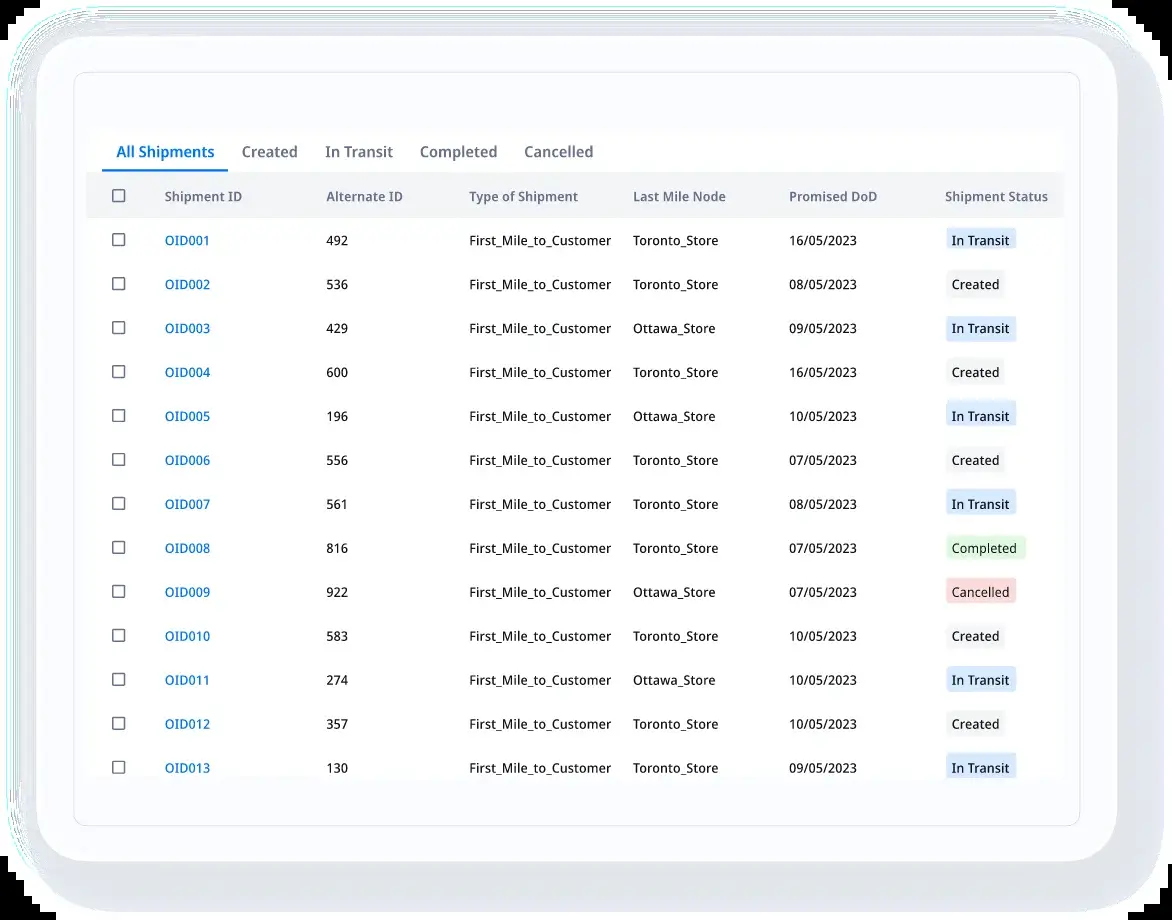 All Shipments Created In Transit Completed Cancelled
Shipment ID Alternate ID Type of Shipment Last Mile Node Promised DoD Shipment Status
OID001 492 First_Mile_to_Customer Toronto_Store 16/05/2023 In Transit
OID002 536 First_Mile_to_Customer Toronto_Store 08/05/2023 Created
OID003 429 First_Mile_to_Customer Ottawa_Store 09/05/2023 In Transit
OID004 600 First_Mile_to_Customer Toronto_Store 16/05/2023 Created
OID005 196 First_Mile_to_Customer Ottawa_Store 10/05/2023 In Transit
OID006 556 First_Mile_to_Customer Toronto_Store 07/05/2023 Created
OID007 561 First_Mile_to_Customer Toronto_Store 08/05/2023 In Transit
OID008 816 First_Mile_to_Customer Toronto_Store 07/05/2023 Completed
OID009 922 First_Mile_to_Customer Ottawa_Store 07/05/2023 Cancelled
OID010 583 First_Mile_to_Customer Toronto_Store 10/05/2023 Created
OID011 274 First_Mile_to_Customer Ottawa_Store 10/05/2023 In Transit
OID012 357 First_Mile_to_Customer Toronto_Store 10/05/2023 Created
OID013 130 First_Mile_to_Customer Toronto_Store 09/05/2023 In Transit